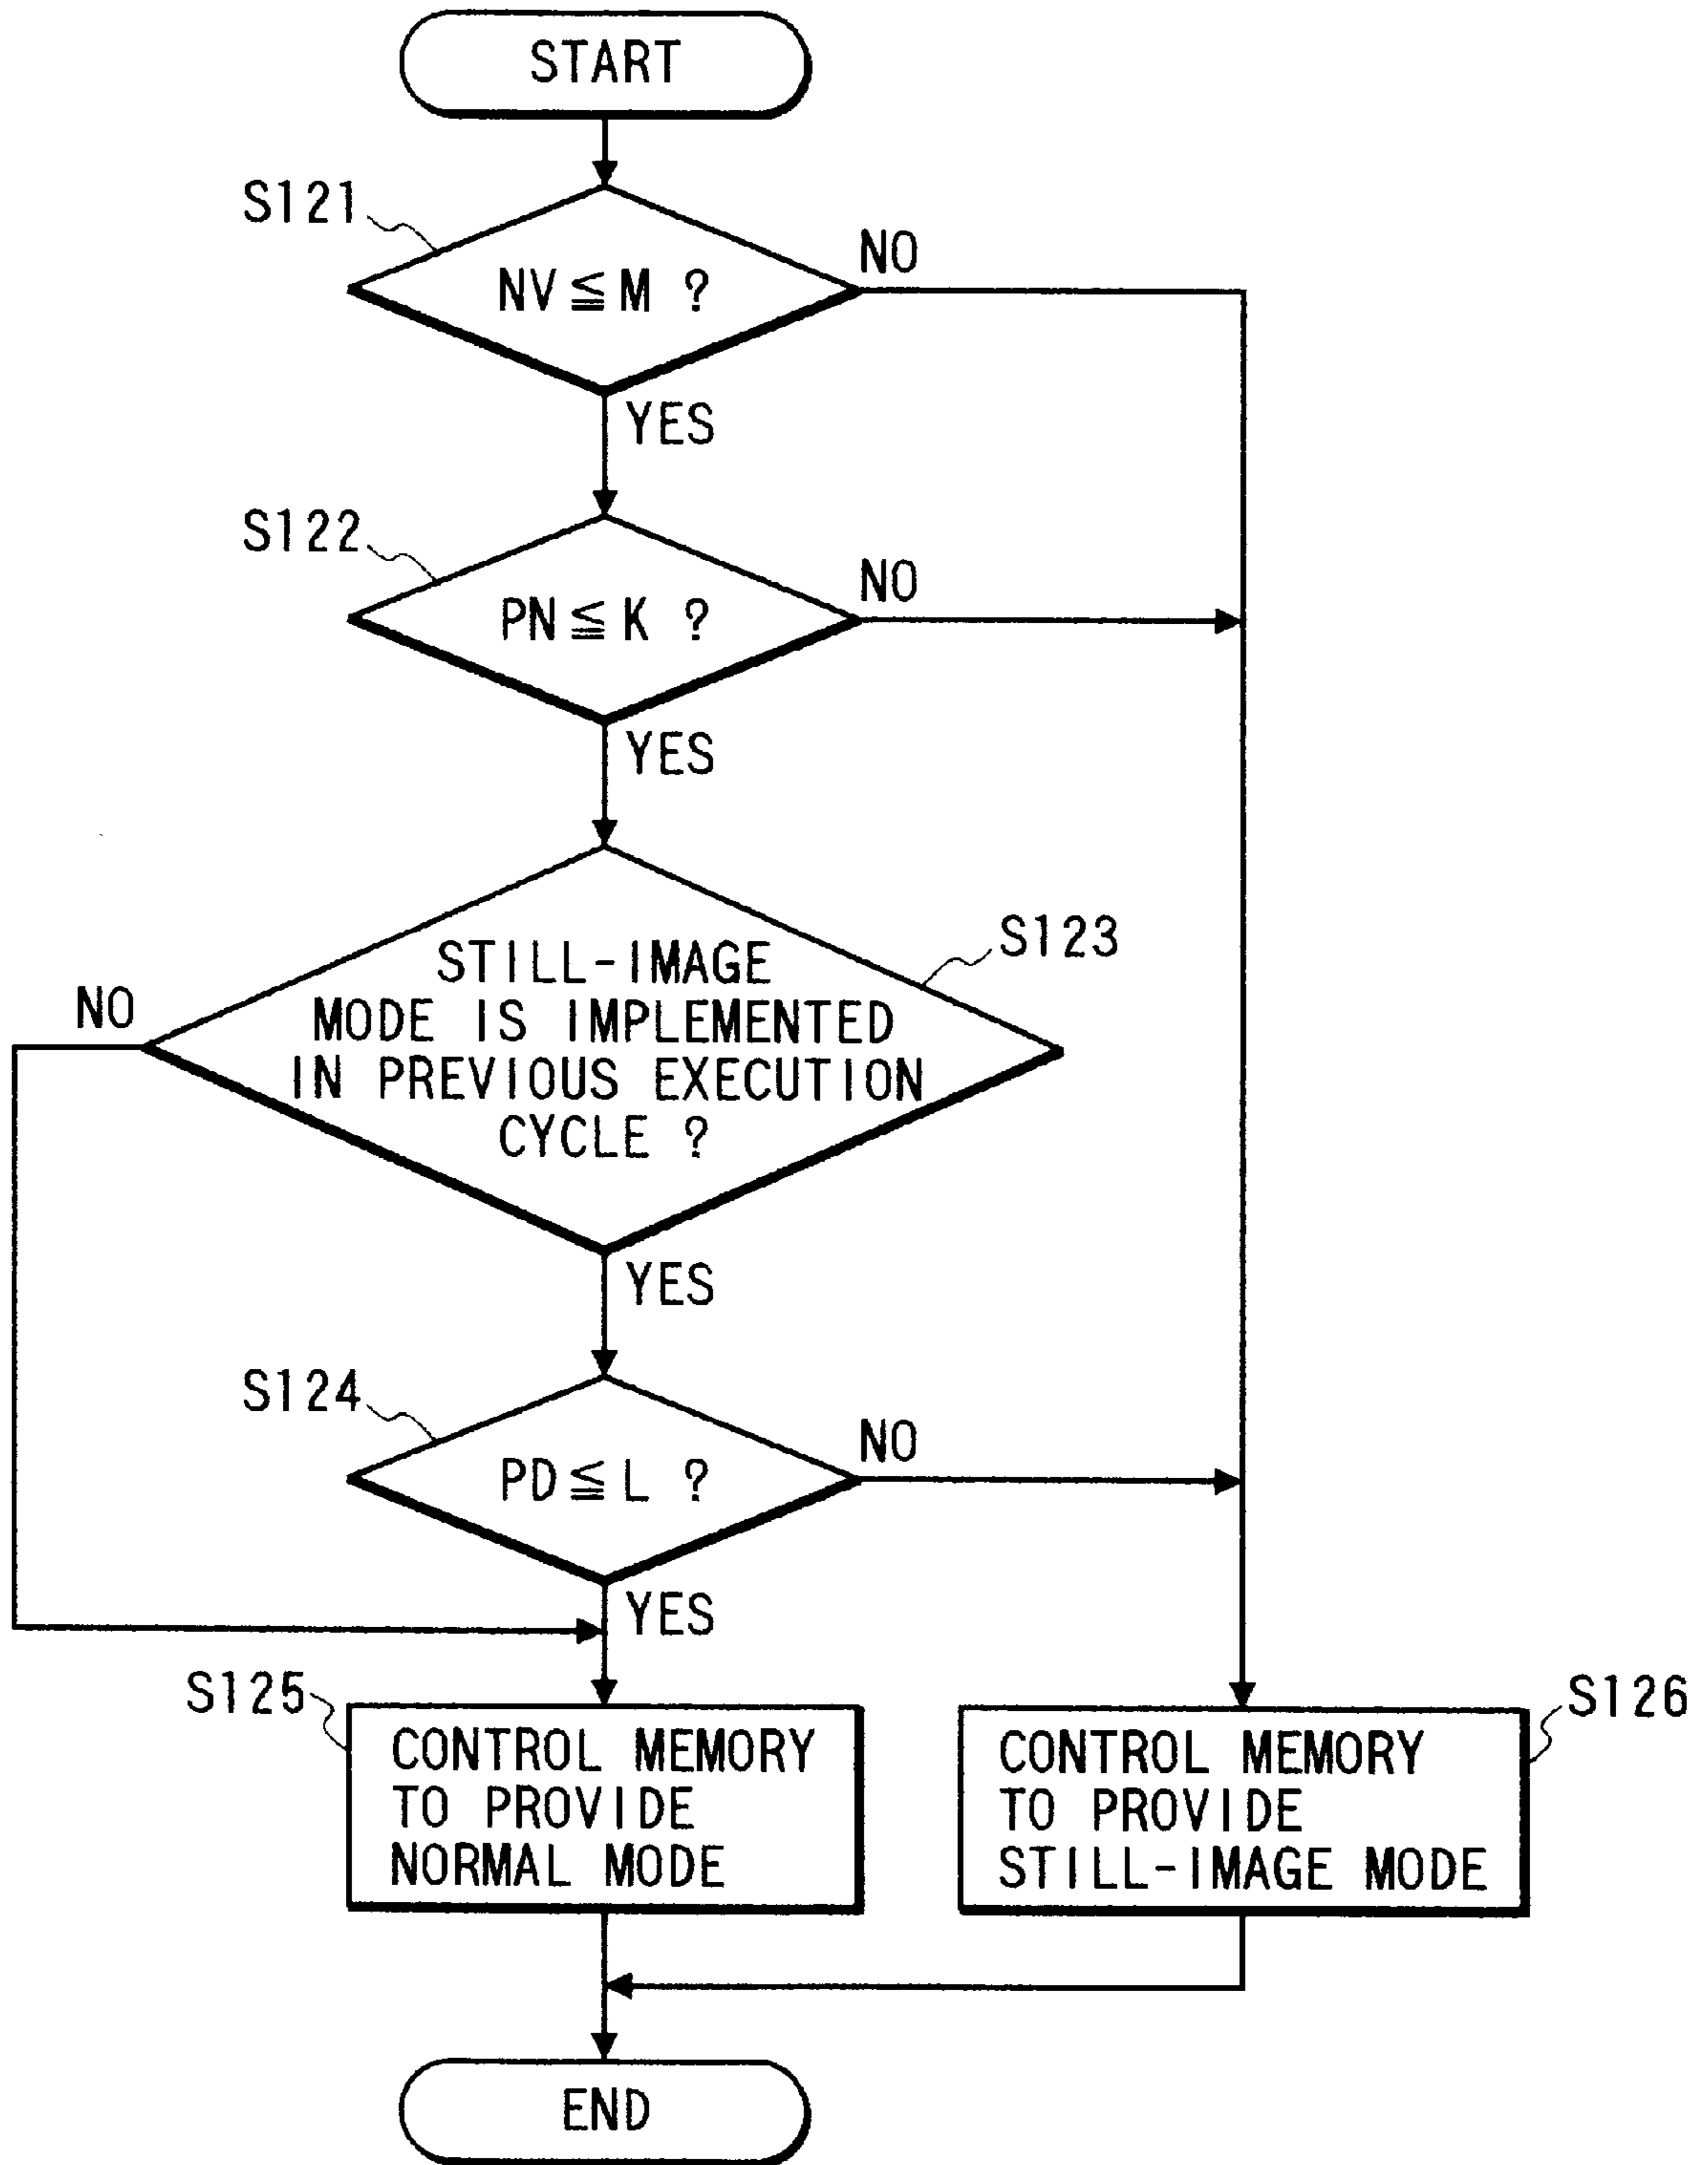 START
S121
NV ≦ M ?
NO
YES
S122
PN ≦ K ?
NO
YES
S123
STILL-IMAGE
MODE IS IMPLEMENTED
IN PREVIOUS EXECUTION
CYCLE ?
NO
YES
S124
PD ≦ L ?
NO
YES
S125
CONTROL MEMORY
TO PROVIDE
NORMAL MODE
S126
CONTROL MEMORY
TO PROVIDE
STILL-IMAGE MODE
END